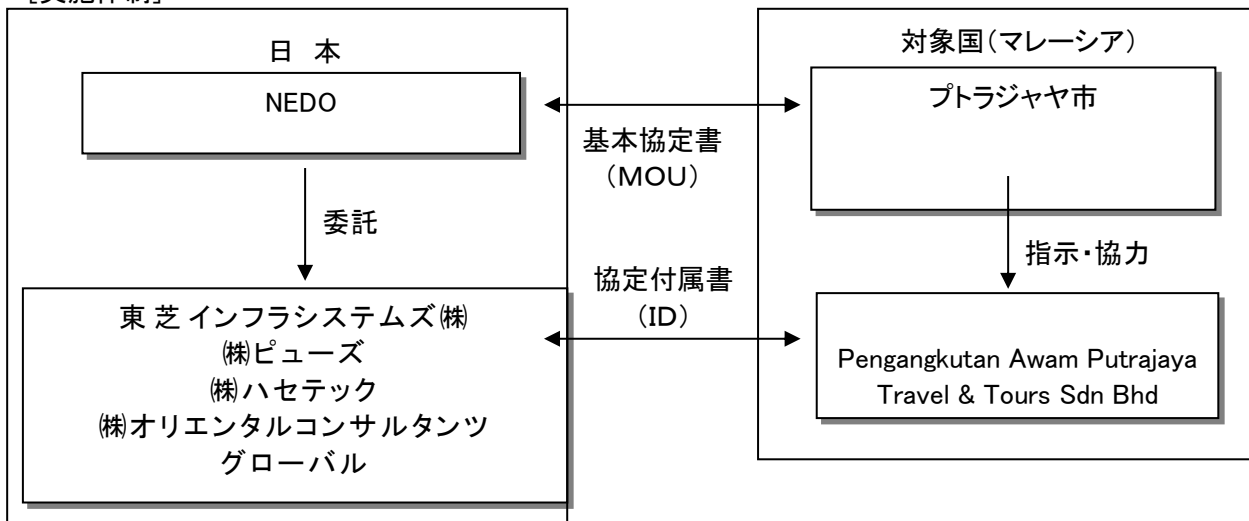 [実施体制]
日 本
NEDO
委託
東芝インフラシステムズ㈱
㈱ピューズ
㈱ハセテック
㈱オリエンタルコンサルタンツ
グローバル
基本協定書
（MOU）
協定付属書
（ID）
対象国（マレーシア）
プトラジャヤ市
指示・協力
Pengangkutan Awam Putrajaya
Travel & Tours Sdn Bhd